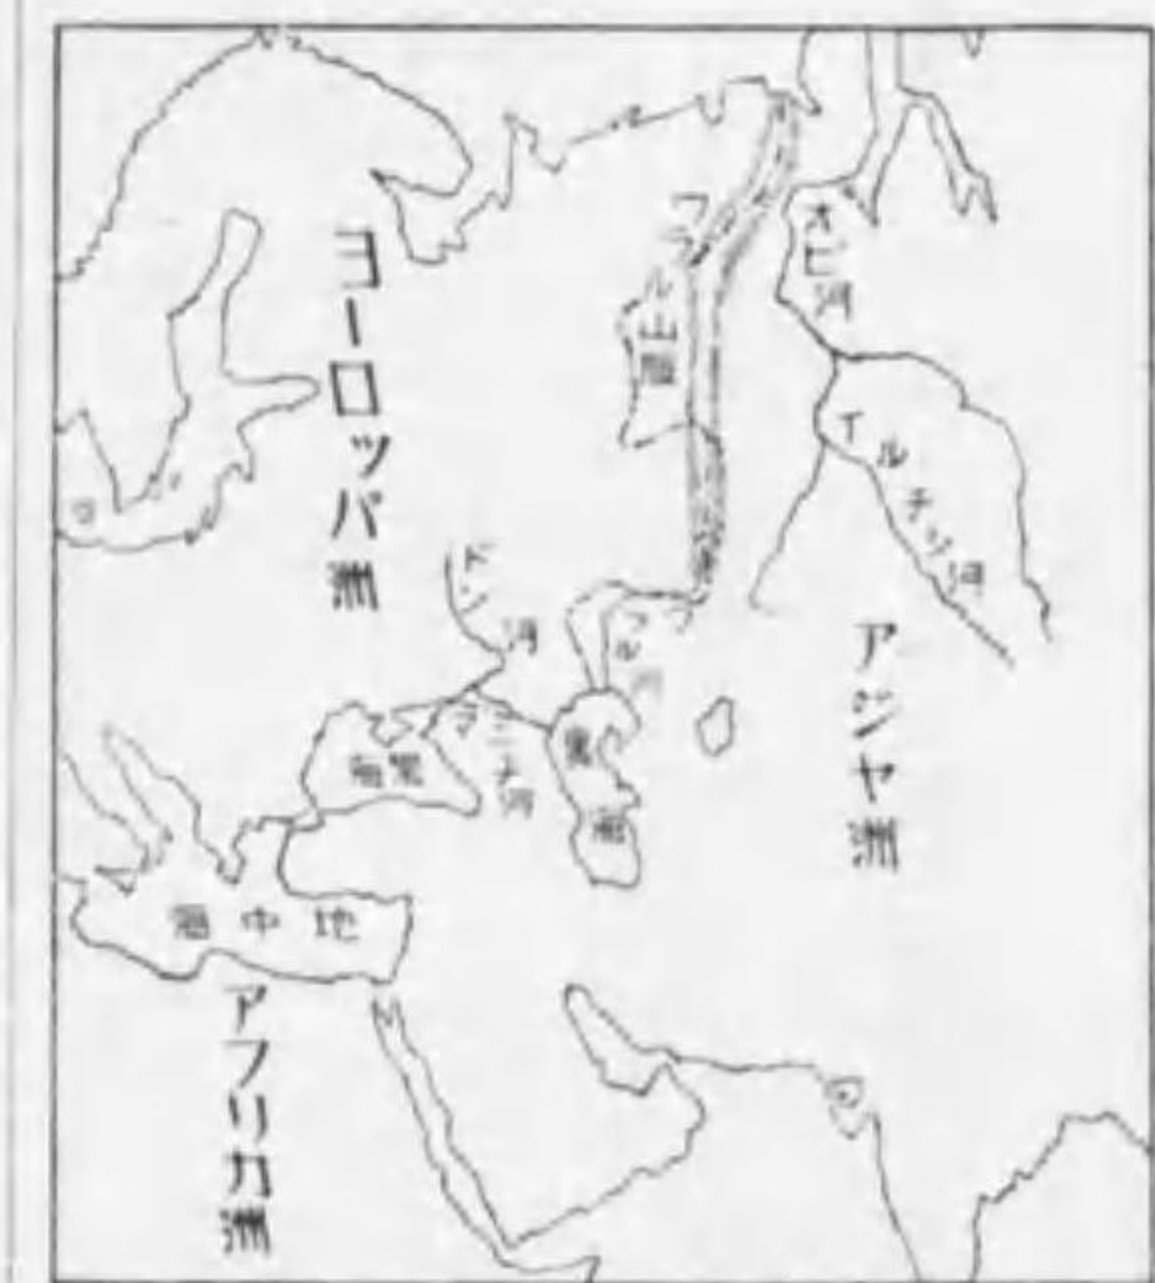 オビ河
ウラル山脈
ヨーロッパ洲
イルチッ河
ドン河
ウラル河
アジヤ洲
マニチ河
海黒
裏海
海中地
アフリカ洲